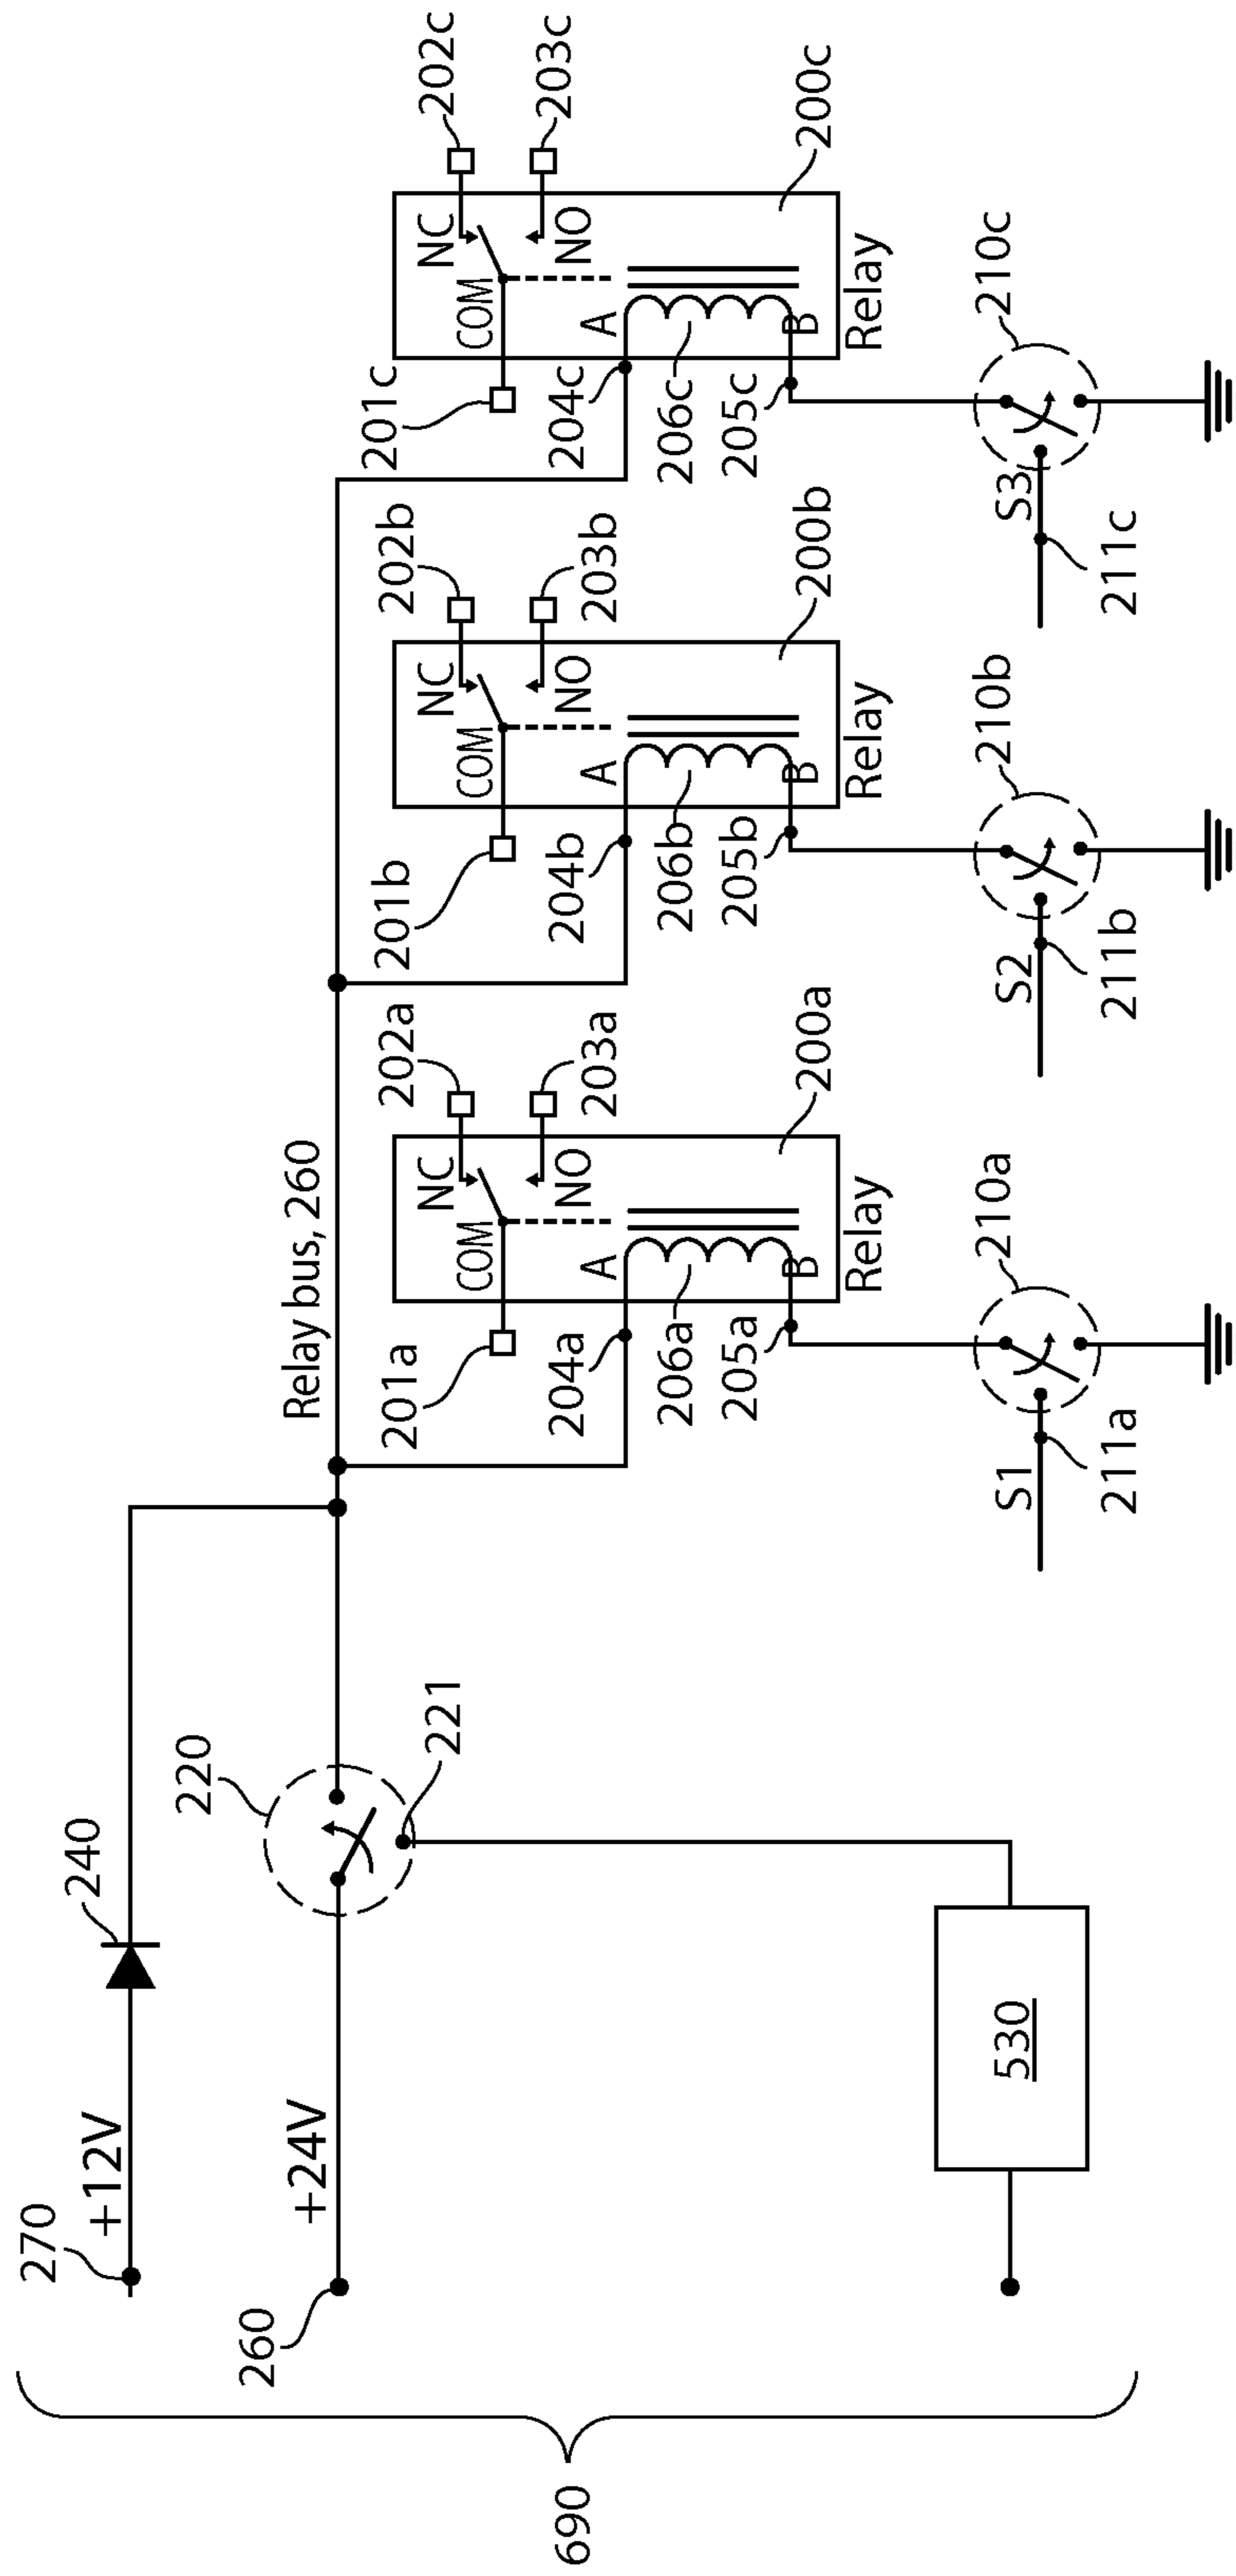 690
270
+12V
240
260
+24V
220
221
530
Relay bus, 260
201a
202a
203a
NC
COM
NO
204a
A
206a
205a
B
200a
Relay
210a
S1
211a
201b
202b
203b
NC
COM
NO
204b
A
206b
205b
B
200b
Relay
210b
S2
211b
201c
202c
203c
NC
COM
NO
204c
A
206c
205c
B
200c
Relay
210c
S3
211c